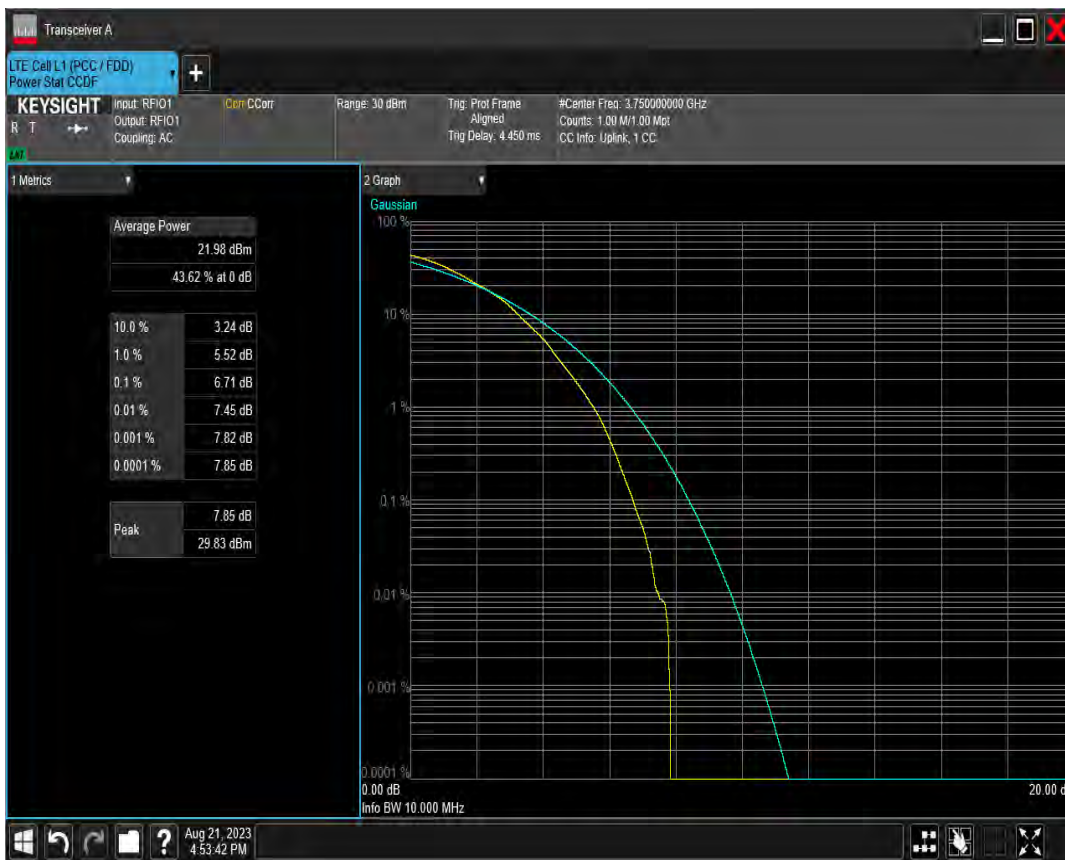 Transceiver A
LTE Cell L1 (PCC / FDD)
Power Stat CCDF
+
KEYSIGHT
R T
LNI
Input: RFIO1
Output: RFIO1
Coupling: AC
Corr CCorr
Range: 30 dBm
Trig: Prot Frame
Aligned
Trig Delay: 4.450 ms
#Center Freq: 3.750000000 GHz
Counts: 1.00 M/1.00 Mpt
CC Info: Uplink, 1 CC
1 Metrics
Average Power
21.98 dBm
43.62 % at 0 dB
10.0 % 3.24 dB
1.0 % 5.52 dB
0.1 % 6.71 dB
0.01 % 7.45 dB
0.001 % 7.82 dB
0.0001 % 7.85 dB
Peak 7.85 dB
29.83 dBm
2 Graph
Gaussian
100 %
10 %
1 %
0.1 %
0.01 %
0.001 %
0.0001 %
0.00 dB 20.00 d
Info BW 10.000 MHz
?
Aug 21, 2023
4:53:42 PM